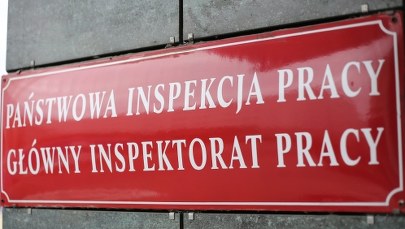 PAŃSTWOWA INSPEKCJA PRACY
GŁÓWNY INSPEKTORAT PRACY